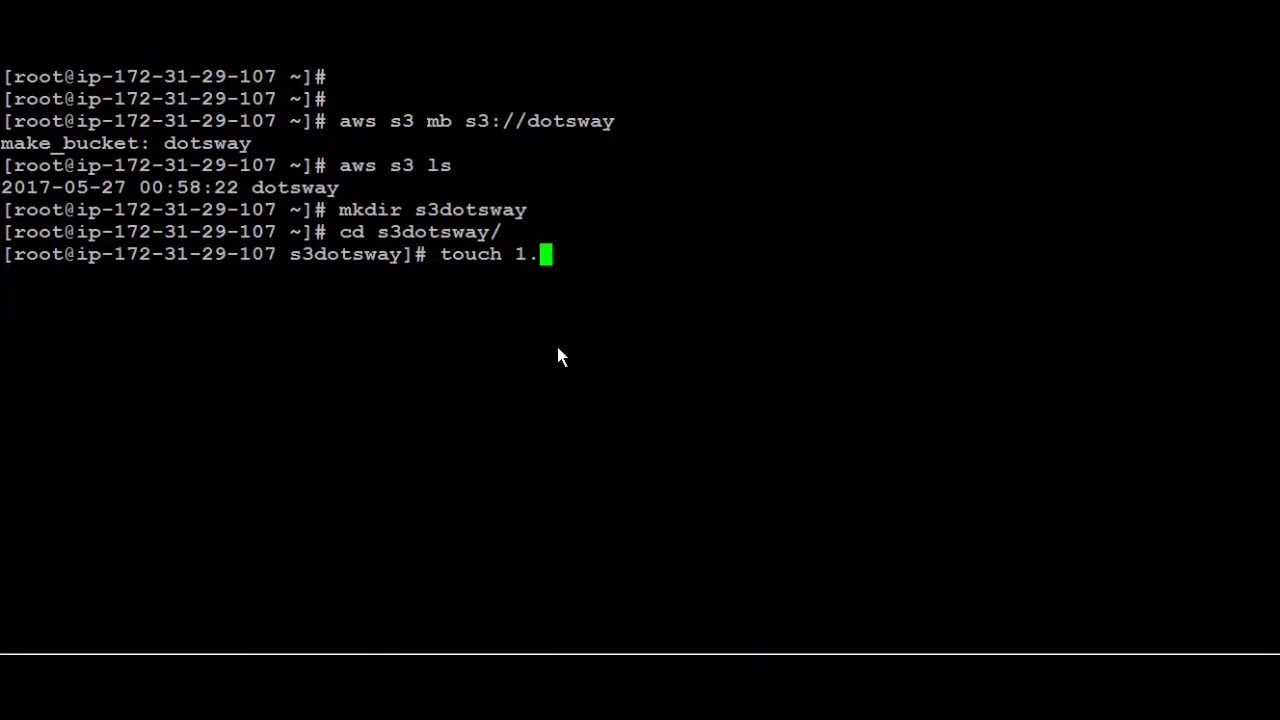 [root@ip-172-31-29-107 ~]#
[root@ip-172-31-29-107 ~]#
[root@ip-172-31-29-107 ~]# aws s3 mb s3://dotsway
make_bucket: dotsway
[root@ip-172-31-29-107 ~]# aws s3 ls
2017-05-27 00:58:22 dotsway
[root@ip-172-31-29-107 ~]# mkdir s3dotsway
[root@ip-172-31-29-107 ~]# cd s3dotsway/
[root@ip-172-31-29-107 s3dotsway]# touch 1.